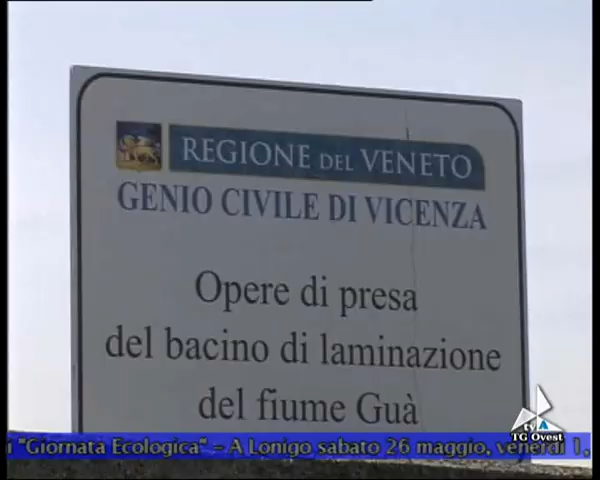 REGIONE DEL VENETO
GENIO CIVILE DI VICENZA
Opere di presa
del bacino di laminazione
del fiume Guà
tvA
TG Ovest
i "Giornata Ecologica" - A Lonigo sabato 26 maggio, venerdì 1,